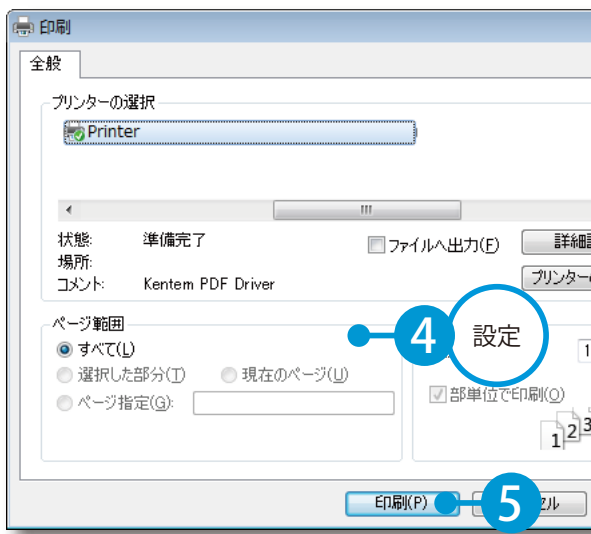 印刷
全般
プリンターの選択
Printer
状態: 準備完了
ファイルへ出力(F)
詳細
場所:
プリンター
コメント: Kentem PDF Driver
ページ範囲
4 設定
すべて(L)
1
選択した部分(T) 現在のページ(U)
部単位で印刷(O)
ページ指定(G):
1 2 3
印刷(P)
5
セル